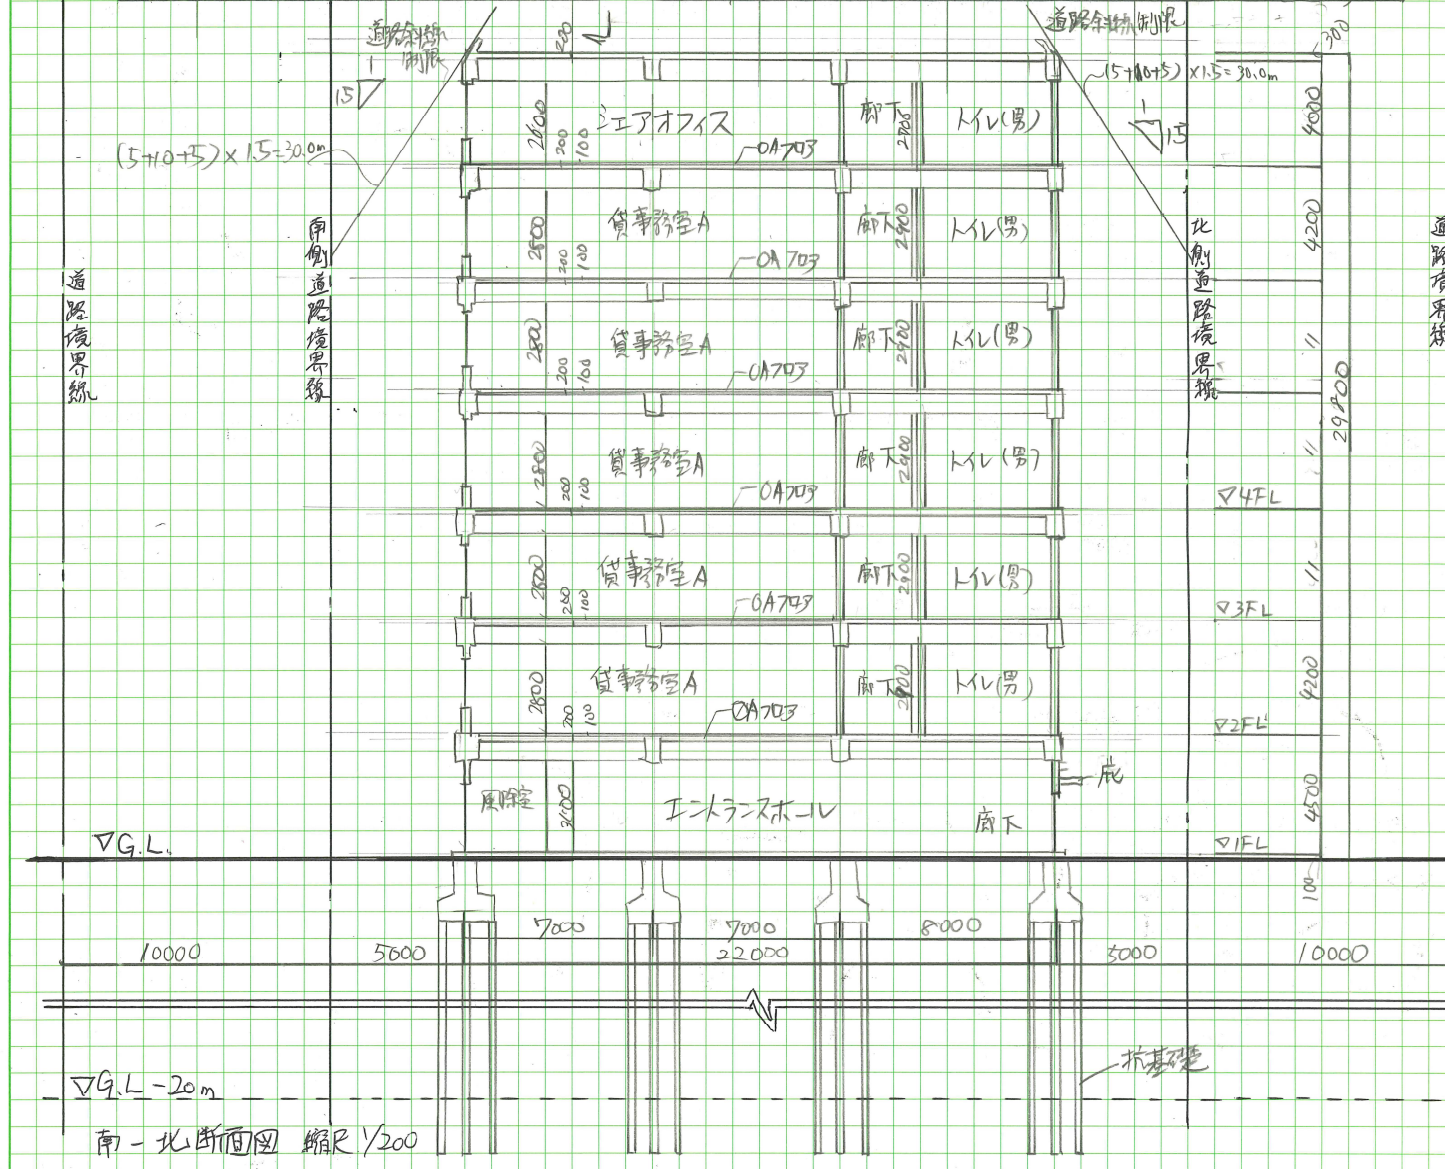 道路斜線
制限
1
15
(5+10+5)×1.5=30.0m
200
道路斜線制限
(5+10+5)×1.5=30.0m
1
15
300
シェアオフィス
2600
200
100
OAフロア
廊下
2700
トイレ(男)
4000
貸事務室A
2800
200
100
OAフロア
廊下
2900
トイレ(男)
4200
貸事務室A
2800
200
100
OAフロア
廊下
2900
トイレ(男)
〃
29800
貸事務室A
2800
200
100
OAフロア
廊下
2900
トイレ(男)
〃
▽4FL
貸事務室A
2800
200
100
OAフロア
廊下
2900
トイレ(男)
〃
▽3FL
貸事務室A
2800
200
100
OAフロア
廊下
2900
トイレ(男)
4200
▽2FL
風除室
エントランスホール
廊下
庇
4500
▽1FL
100
道路境界線
南側道路境界線
北側道路境界線
道路境界線
▽G.L.
7000
7000
8000
10000
5000
22000
5000
10000
杭基礎
▽G.L-20m
南-北断面図 縮尺 1/200